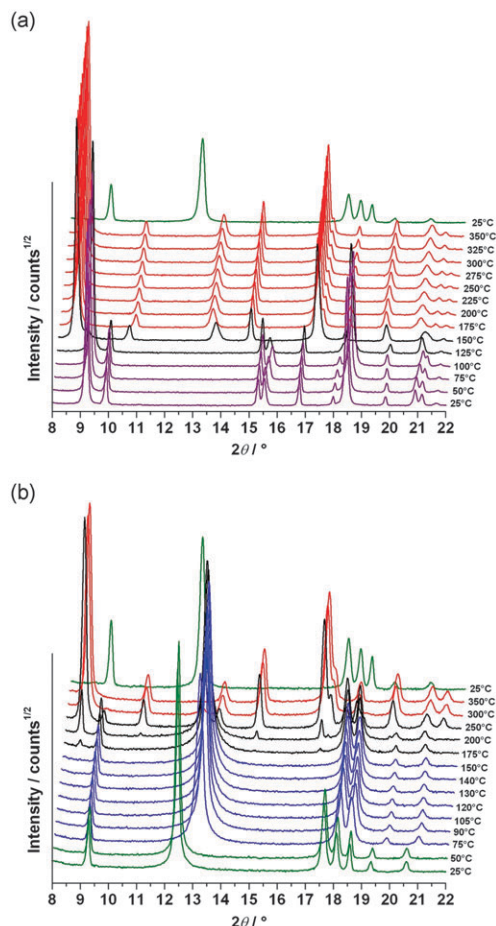 (a)
Intensity / counts1/2
25°C
350°C
325°C
300°C
275°C
250°C
225°C
200°C
175°C
150°C
125°C
100°C
75°C
50°C
25°C
8 9 10 11 12 13 14 15 16 17 18 19 20 21 22
2θ / °
(b)
Intensity / counts1/2
25°C
350°C
300°C
250°C
200°C
175°C
150°C
140°C
130°C
120°C
105°C
90°C
75°C
50°C
25°C
8 9 10 11 12 13 14 15 16 17 18 19 20 21 22
2θ / °